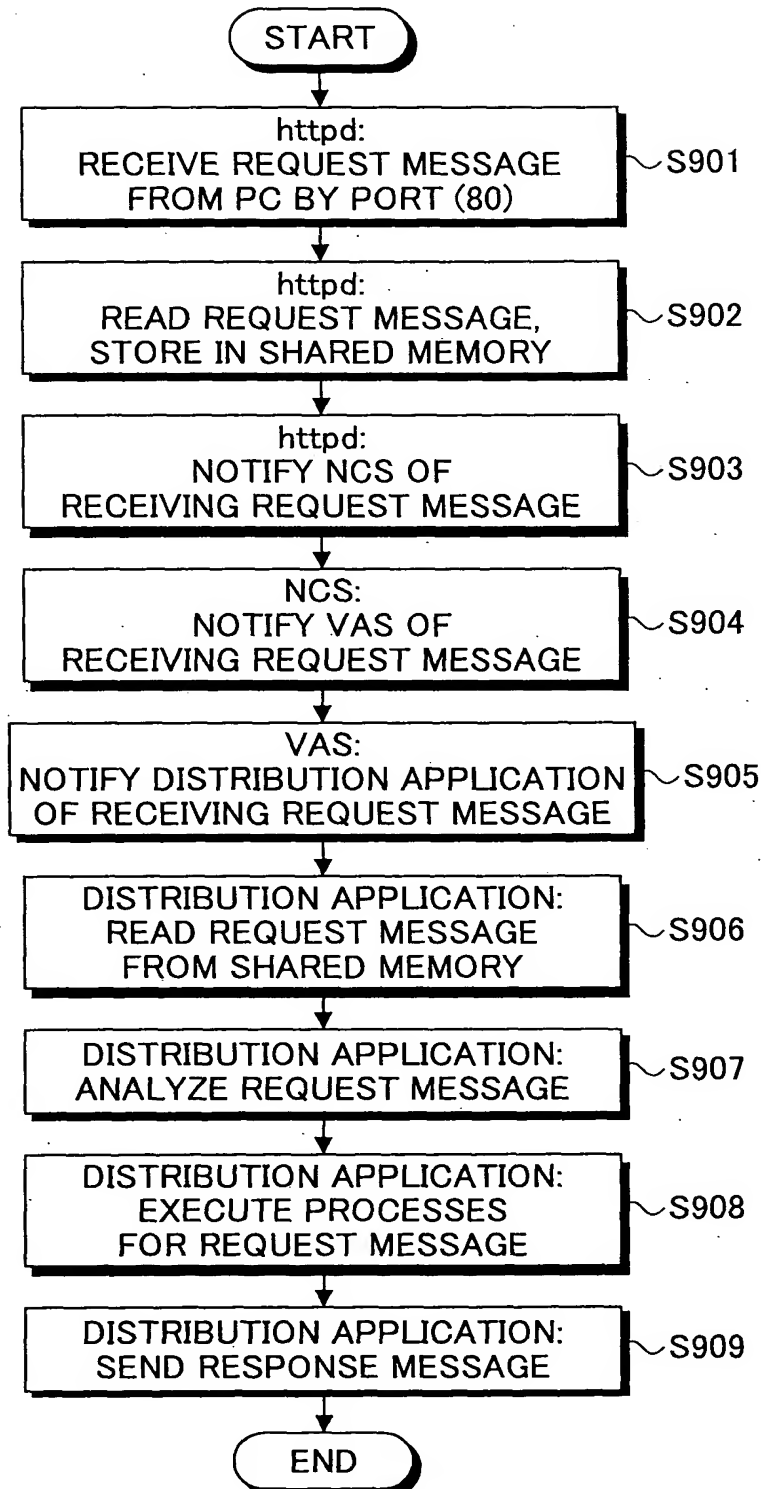 START
httpd:
RECEIVE REQUEST MESSAGE
FROM PC BY PORT (80)
S901
httpd:
READ REQUEST MESSAGE,
STORE IN SHARED MEMORY
S902
httpd:
NOTIFY NCS OF
RECEIVING REQUEST MESSAGE
S903
NCS:
NOTIFY VAS OF
RECEIVING REQUEST MESSAGE
S904
VAS:
NOTIFY DISTRIBUTION APPLICATION
OF RECEIVING REQUEST MESSAGE
S905
DISTRIBUTION APPLICATION:
READ REQUEST MESSAGE
FROM SHARED MEMORY
S906
DISTRIBUTION APPLICATION:
ANALYZE REQUEST MESSAGE
S907
DISTRIBUTION APPLICATION:
EXECUTE PROCESSES
FOR REQUEST MESSAGE
S908
DISTRIBUTION APPLICATION:
SEND RESPONSE MESSAGE
S909
END